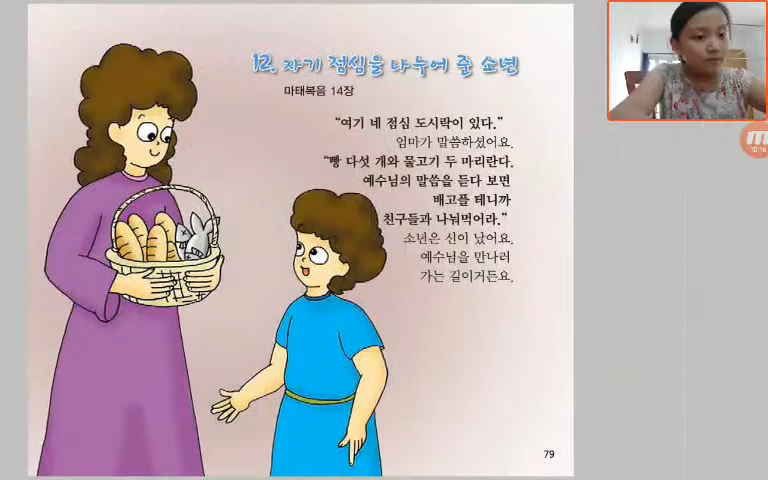 12. 자기 점심을 나누어 준 소년
마태복음 14장
“여기 네 점심 도시락이 있다.”
엄마가 말씀하셨어요.
“빵 다섯 개와 물고기 두 마리란다.
예수님의 말씀을 듣다 보면
배고플 테니까
친구들과 나눠먹어라.”
소년은 신이 났어요.
예수님을 만나러
가는 길이거든요.
79
10:16